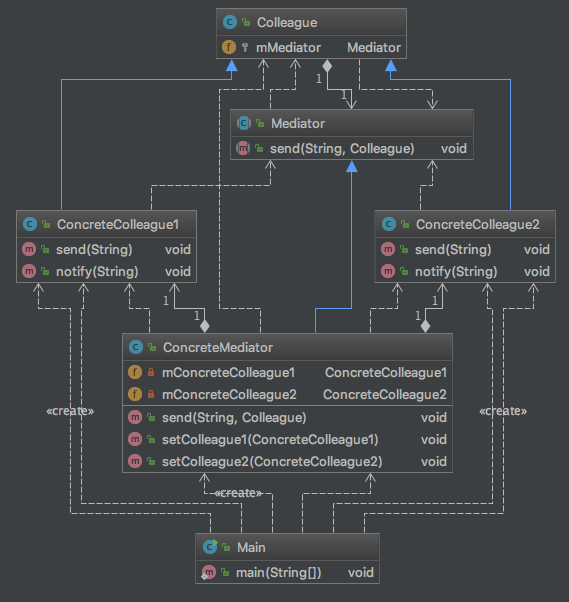 Colleague
mMediator Mediator
1
1
Mediator
send(String, Colleague) void
ConcreteColleague1
send(String) void
notify(String) void
ConcreteColleague2
send(String) void
notify(String) void
1
1
1
1
ConcreteMediator
mConcreteColleague1 ConcreteColleague1
mConcreteColleague2 ConcreteColleague2
send(String, Colleague) void
setColleague1(ConcreteColleague1) void
setColleague2(ConcreteColleague2) void
«create»
«create»
«create»
Main
main(String[]) void